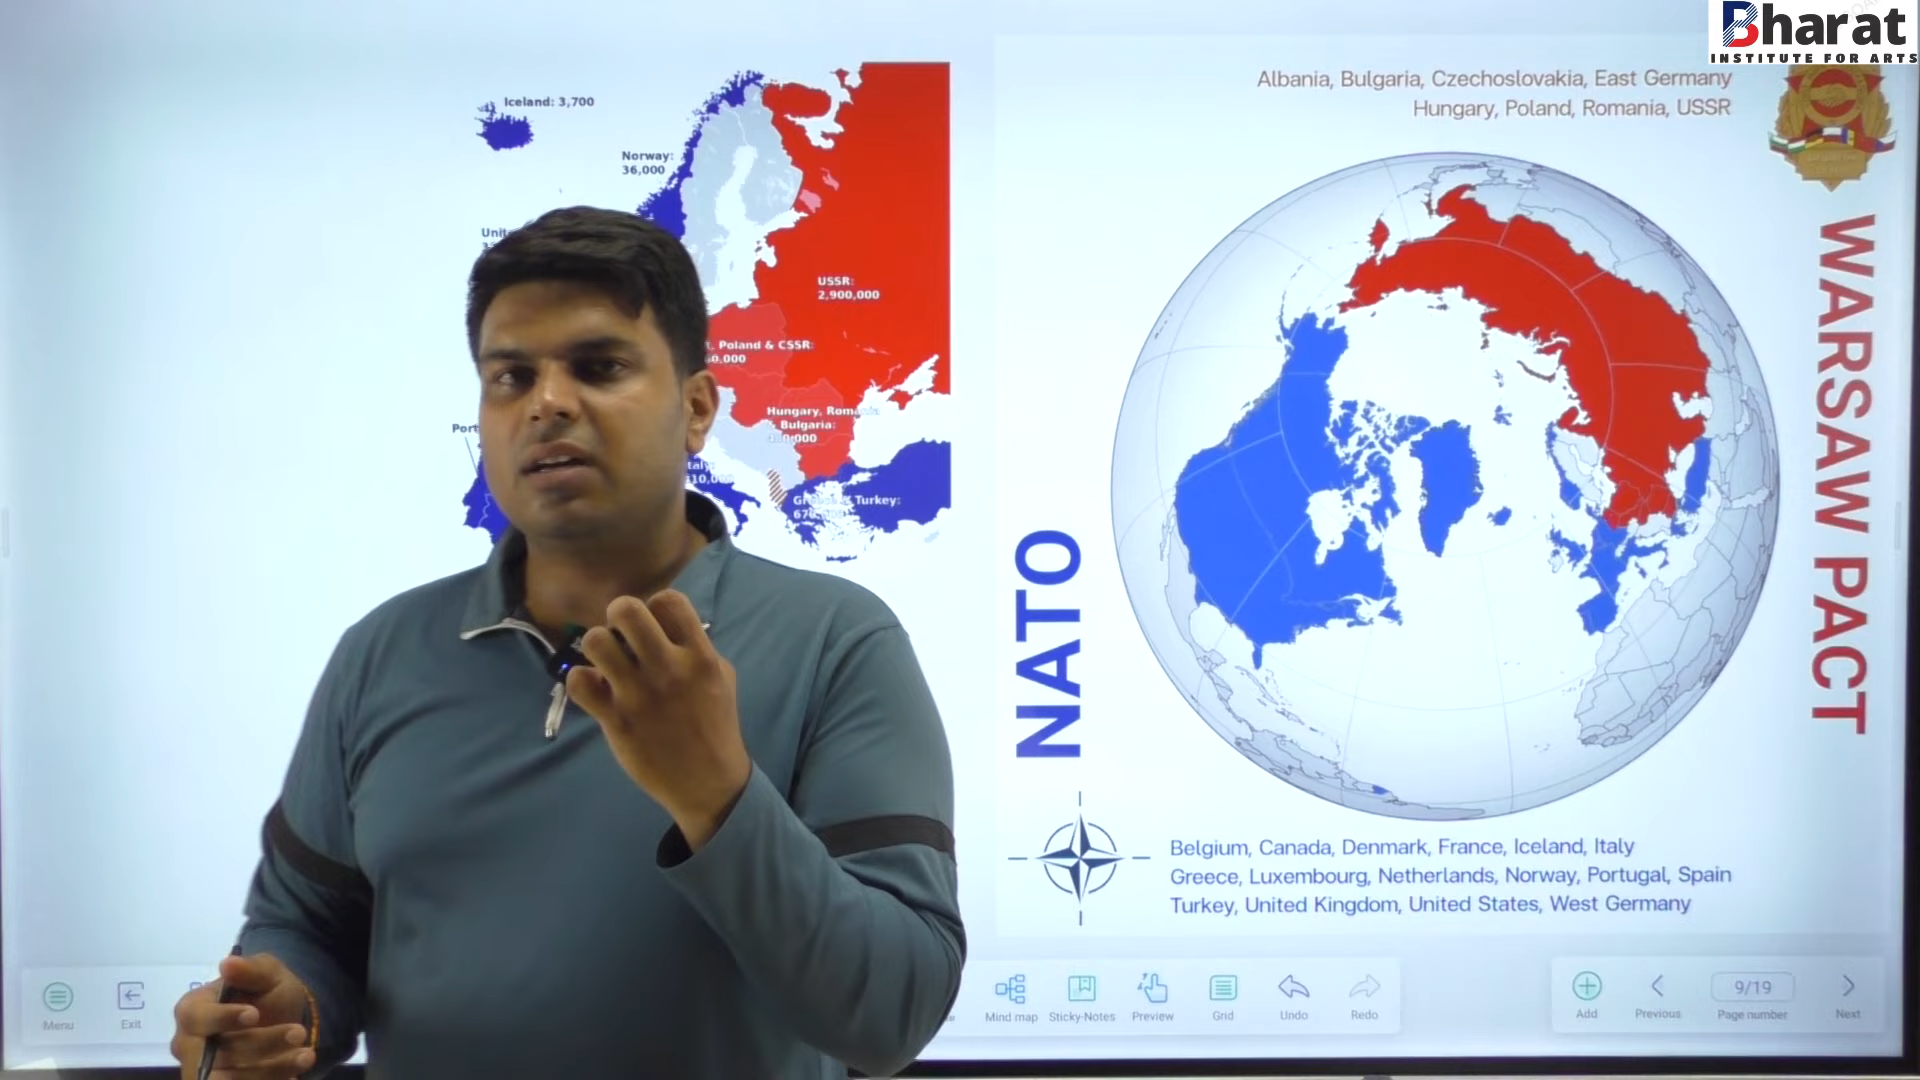 Bharat
INSTITUTE FOR ARTS
Iceland: 3,700
Norway:
36,000
USSR:
2,900,000
Poland & CSSR:
Hungary,
Bulgaria:
Turkey:
Albania, Bulgaria, Czechoslovakia, East Germany
Hungary, Poland, Romania, USSR
WARSAW PACT
NATO
Belgium, Canada, Denmark, France, Iceland, Italy
Greece, Luxembourg, Netherlands, Norway, Portugal, Spain
Turkey, United Kingdom, United States, West Germany
Menu
Exit
Mind map
Sticky-Notes
Preview
Grid
Undo
Redo
Add
Previous
9/19
Page number
Next